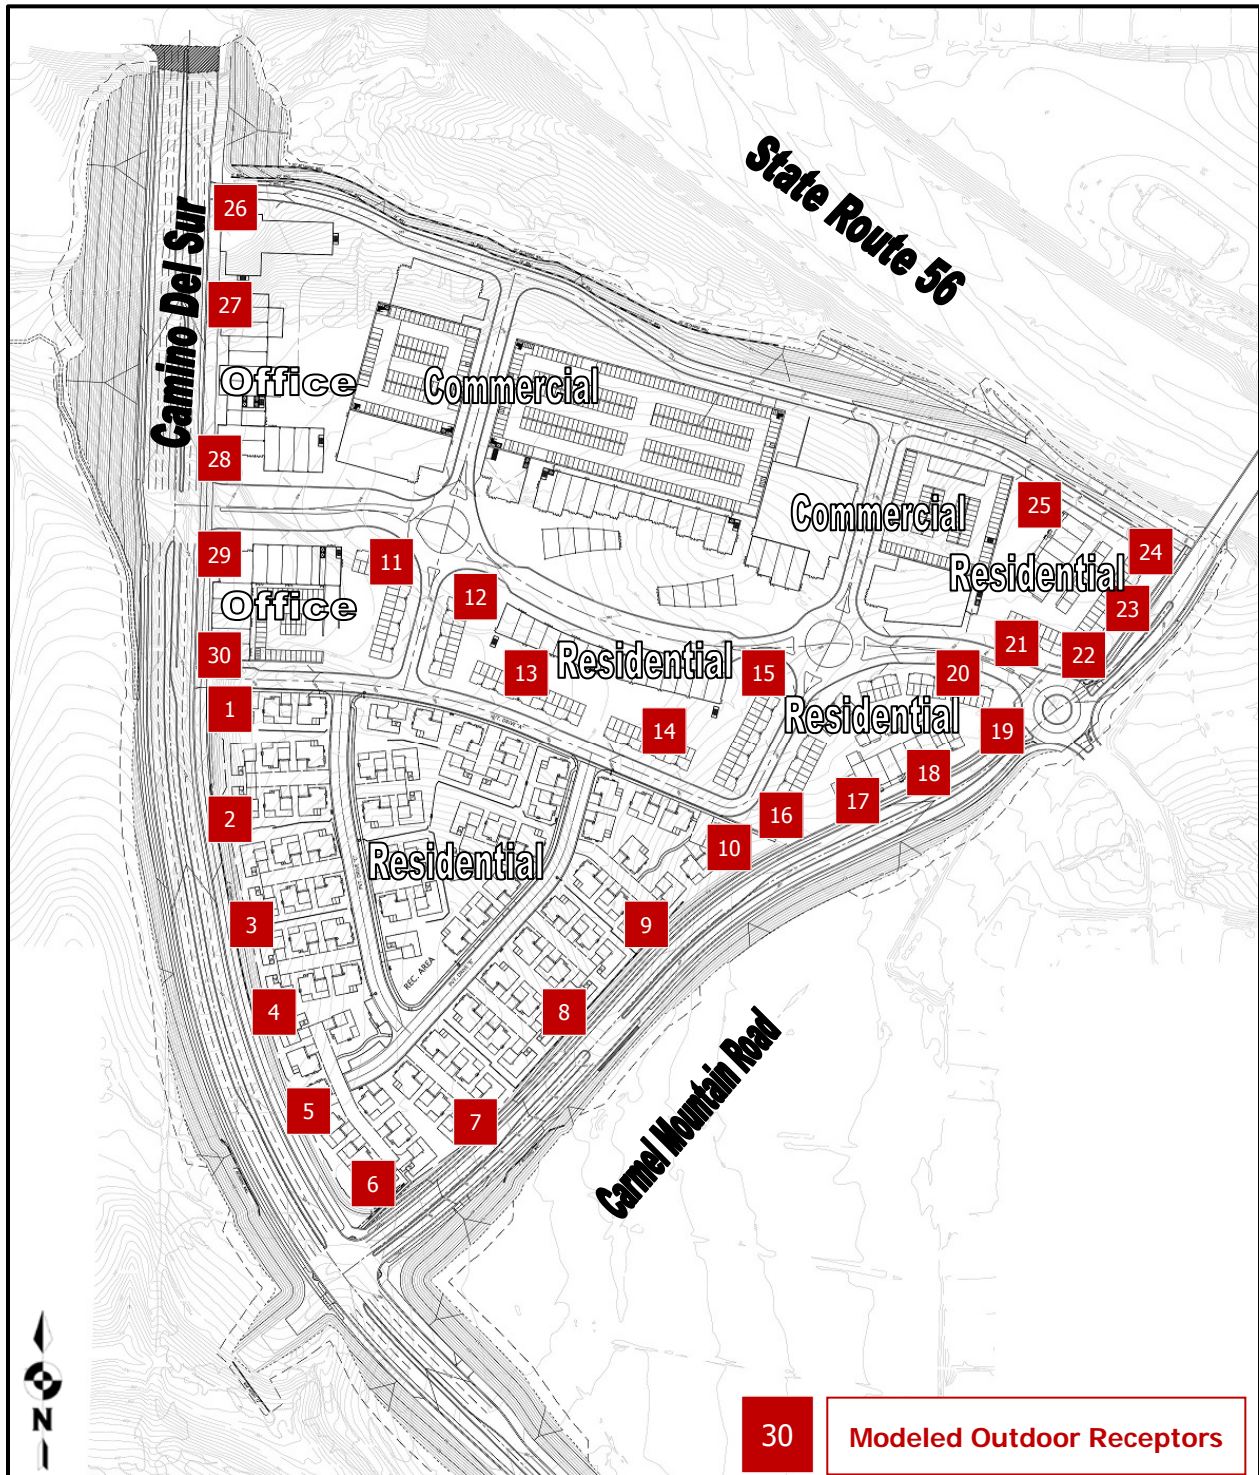 State Route 56
26
Camino Del Sur
27
Office
Commercial
28
25
Commercial
29
11
24
Residential
12
Office
23
21
30
Residential
22
13
15
20
1
Residential
14
19
18
2
17
16
10
Residential
3
9
REC. AREA
4
8
Carmel Mountain Road
5
7
6
N
30
Modeled Outdoor Receptors